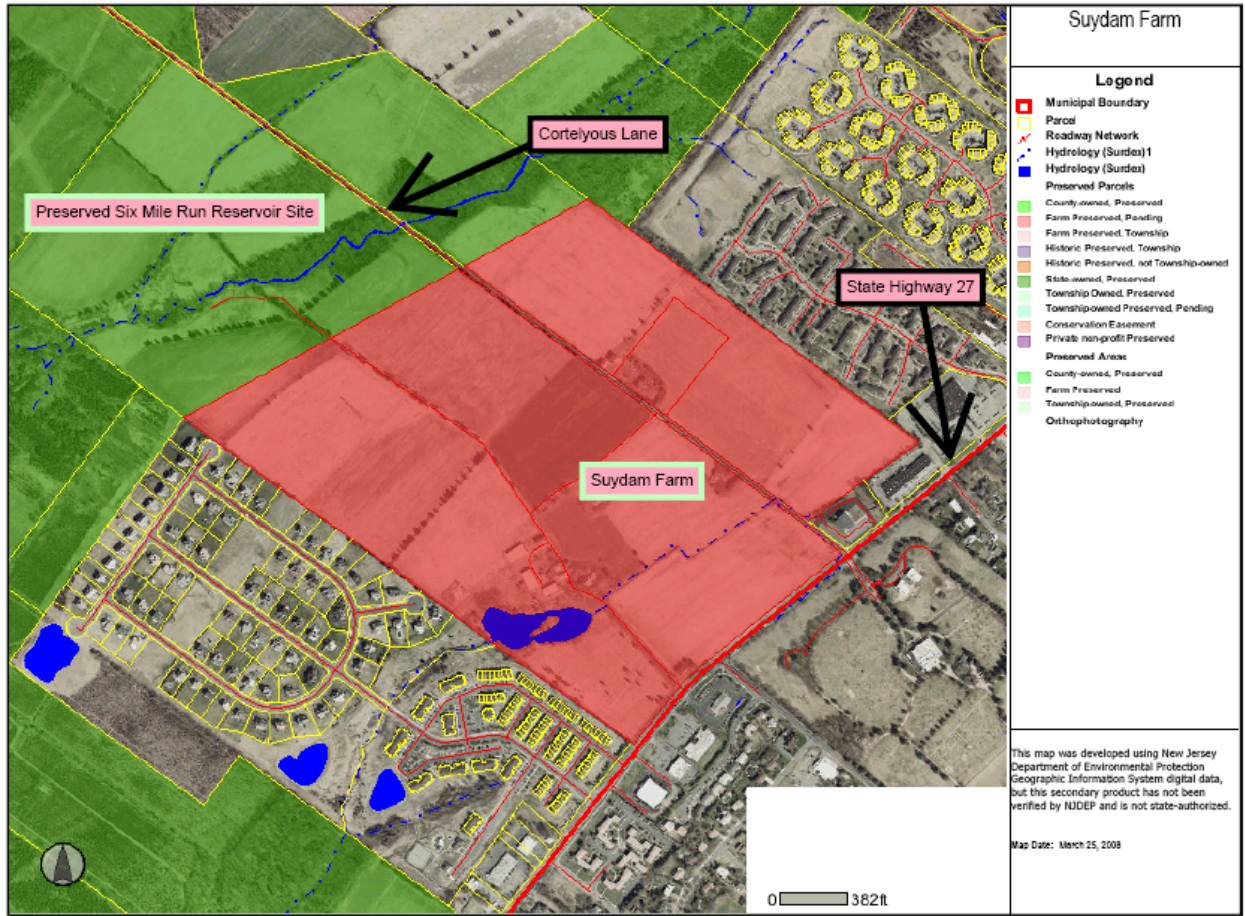 Suydam Farm
Legend
Municipal Boundary
Parcel
Roadway Network
Hydrology (Surdex)1
Hydrology (Surdex)
Preserved Parcels
County-owned, Preserved
Farm Preserved, Pending
Farm Preserved, Township
Historic Preserved, Township
Historic Preserved, not Township-owned
State-owned, Preserved
Township Owned, Preserved
Township-owned Preserved, Pending
Conservation Easement
Private non-profit Preserved
Preserved Areas
County-owned, Preserved
Farm Preserved
Township-owned, Preserved
Orthophotography
Cortelyous Lane
Preserved Six Mile Run Reservoir Site
State Highway 27
Suydam Farm
0 382ft
This map was developed using New Jersey
Department of Environmental Protection
Geographic Information System digital data,
but this secondary product has not been
verified by NJDEP and is not state-authorized.
Map Date: March 25, 2008